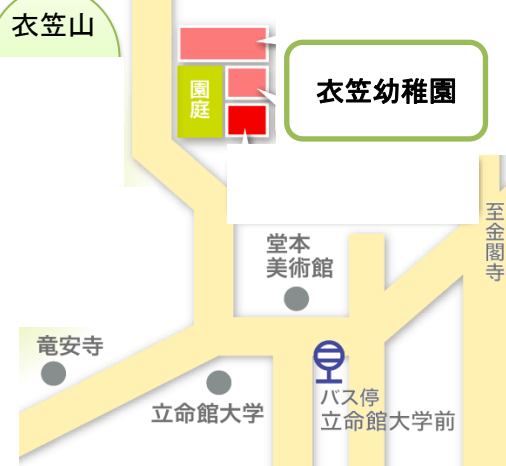 衣笠山
園庭
衣笠幼稚園
至金閣寺
堂本
美術館
竜安寺
立命館大学
バス停
立命館大学前